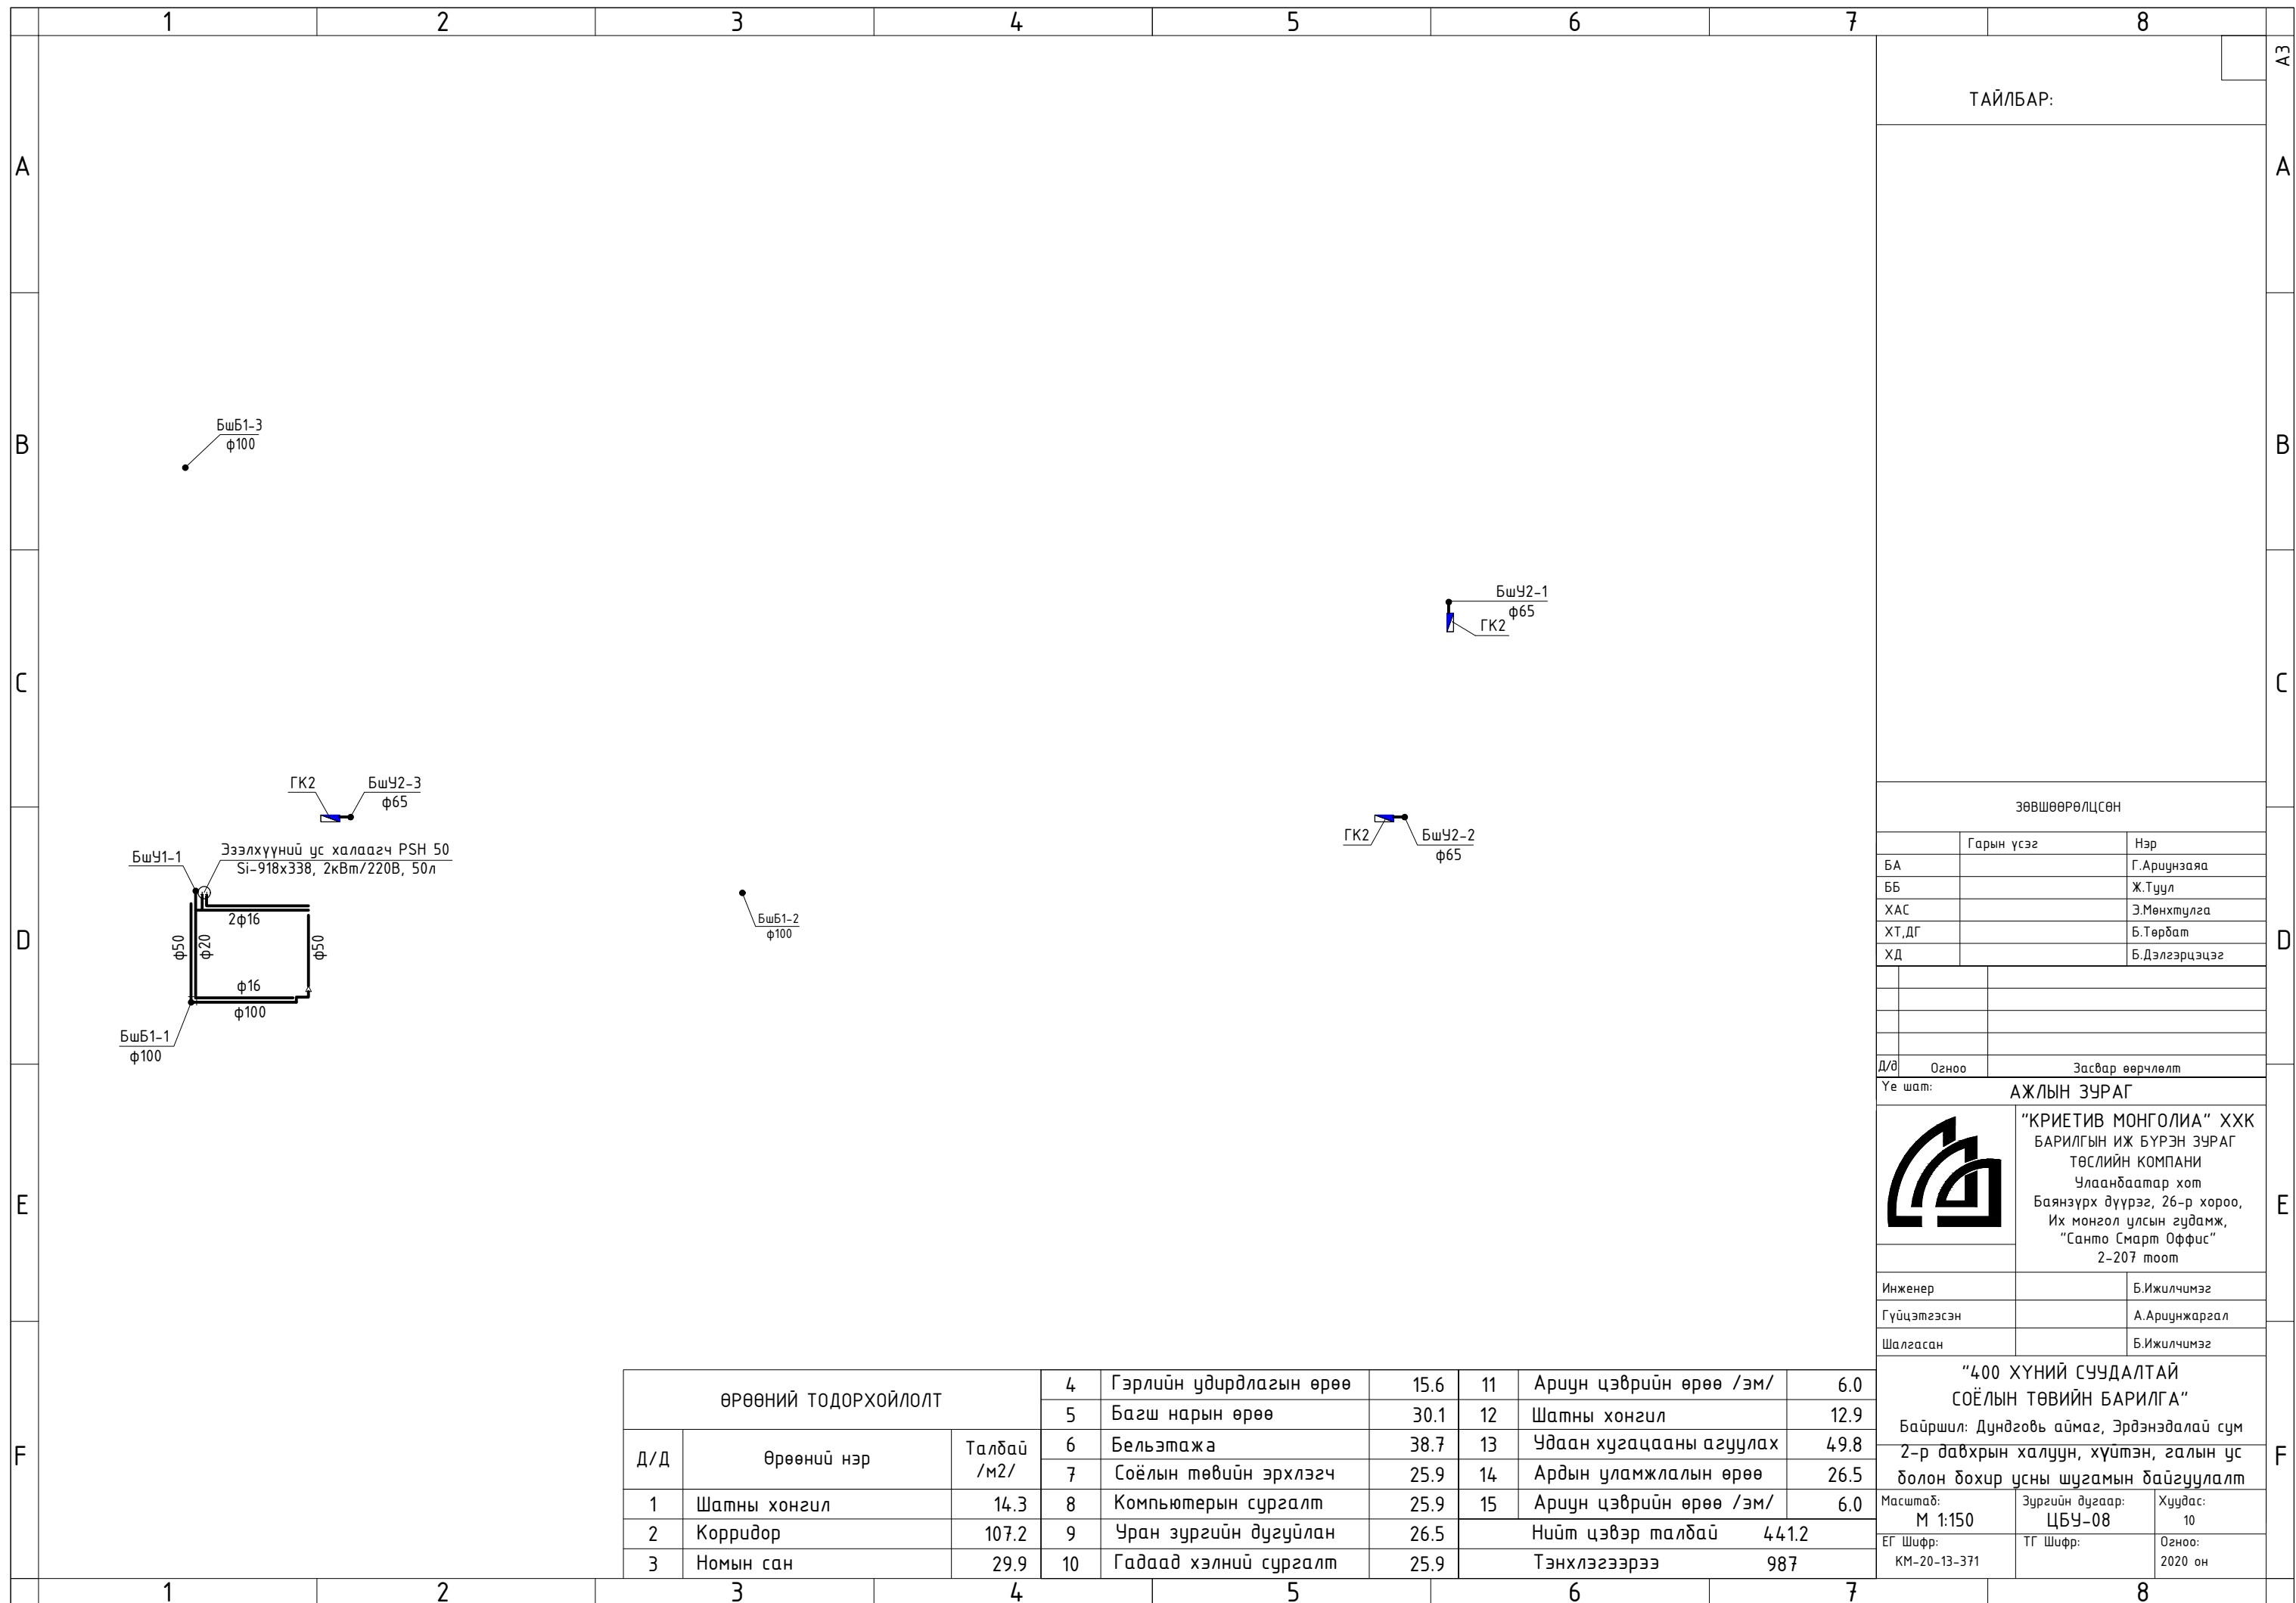 1 2 3 4 5 6 7 8
A3
ТАЙЛБАР:
A A
B B
БшБ1-3
ф100
БшУ2-1
ф65
ГК2
C C
ГК2 БшУ2-3
ф65
ГК2 БшУ2-2
ф65
БшУ1-1
Эзэлхүүний ус халаагч PSH 50
Si-918x338, 2кВт/220В, 50л
2ф16
ф50
ф20
ф50
ф16
ф100
БшБ1-1
ф100
БшБ1-2
ф100
D D
ЗӨВШӨӨРӨЛЦСӨН
Гарын үсэг Нэр
БА Г.Ариунзаяа
ББ Ж.Туул
ХАС Э.Мөнхтулга
ХТ,ДГ Б.Төрбат
ХД Б.Дэлгэрцэцэг
Д/д Огноо Засвар өөрчлөлт
Үе шат: АЖЛЫН ЗУРАГ
"КРИЕТИВ МОНГОЛИА" ХХК
БАРИЛГЫН ИЖ БҮРЭН ЗУРАГ
ТӨСЛИЙН КОМПАНИ
Улаанбаатар хот
Баянзүрх дүүрэг, 26-р хороо,
Их монгол улсын гудамж,
"Санто Смарт Оффис"
2-207 тоот
E E
Инженер Б.Ижилчимэг
Гүйцэтгэсэн А.Ариунжаргал
Шалгасан Б.Ижилчимэг
"400 ХҮНИЙ СУУДАЛТАЙ
СОЁЛЫН ТӨВИЙН БАРИЛГА"
Байршил: Дундговь аймаг, Эрдэнэдалай сум
2-р давхрын халуун, хүйтэн, галын ус
болон бохир усны шугамын байгуулалт
Масштаб: Зургийн дугаар: Хуудас:
М 1:150 ЦБУ-08 10
ЕГ Шифр: ТГ Шифр: Огноо:
КМ-20-13-371 2020 он
F F
ӨРӨӨНИЙ ТОДОРХОЙЛОЛТ
Д/Д Өрөөний нэр Талбай
/м2/
1 Шатны хонгил 14.3
2 Корридор 107.2
3 Номын сан 29.9
4 Гэрлийн удирдлагын өрөө 15.6
5 Багш нарын өрөө 30.1
6 Бельэтажа 38.7
7 Соёлын төвийн эрхлэгч 25.9
8 Компьютерын сургалт 25.9
9 Уран зургийн дугуйлан 26.5
10 Гадаад хэлний сургалт 25.9
11 Ариун цэврийн өрөө /эм/ 6.0
12 Шатны хонгил 12.9
13 Удаан хугацааны агуулах 49.8
14 Ардын уламжлалын өрөө 26.5
15 Ариун цэврийн өрөө /эм/ 6.0
Нийт цэвэр талбай 441.2
Тэнхлэгээрээ 987
1 2 3 4 5 6 7 8